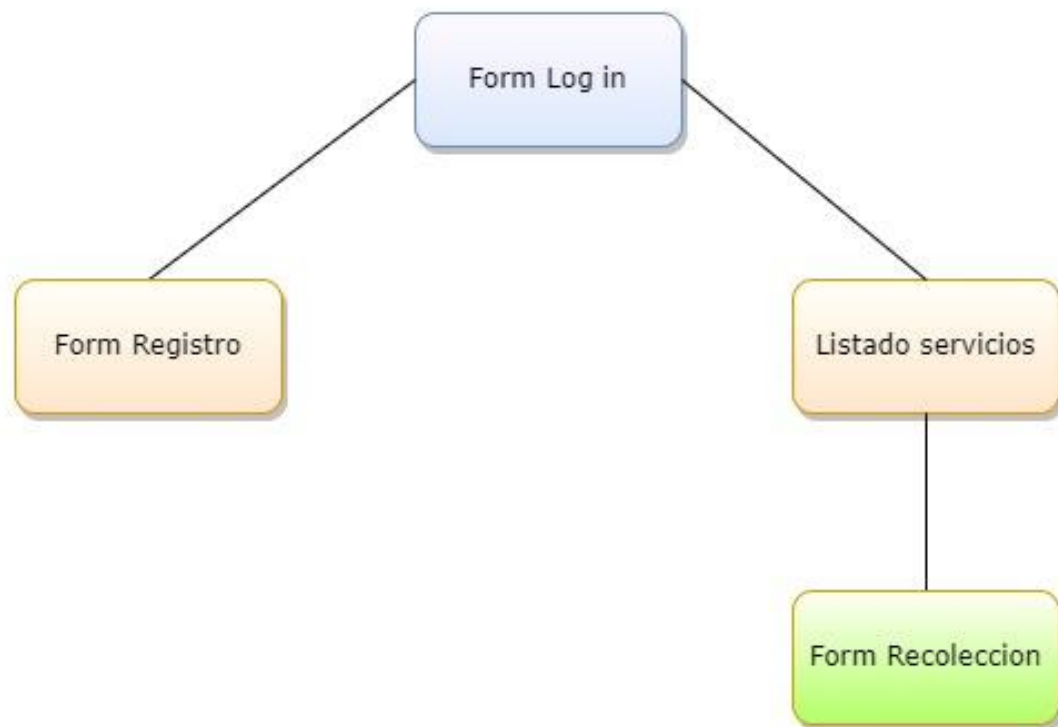 Form Log in
Form Registro
Listado servicios
Form Recoleccion